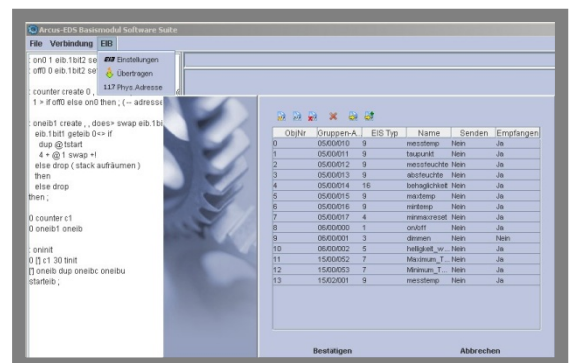 Arcus-EDS Basismodul Software Suite
File Verbindung EIB
EIB Einstellungen
Übertragen
117 Phys.Adresse
: on0 1 eib.1bit2 se
: off0 0 eib.1bit2 se
: counter create 0 ,
1 > if off0 else on0 then ; ( -- adresse
: oneib1 create , , does> swap eib.1bi
eib.1bit1 geteib 0<> if
dup @ tstart
4 + @ 1 swap +!
else drop ( stack aufräumen )
then
else drop
then ;
0 counter c1
0 oneib1 oneib
: oninit
0 ['] c1 30 tinit
['] oneib dup oneibc oneibu
starteib ;
ObjNr Gruppen-A... EIS Typ Name Senden Empfangen
0 05/00/010 9 messtemp Nein Ja
1 05/00/011 9 taupunkt Nein Ja
2 05/00/012 9 messfeuchte Nein Ja
3 05/00/013 9 absfeuchte Nein Ja
4 05/00/014 16 behaglichkeit Nein Ja
5 05/00/015 9 maxtemp Nein Ja
6 05/00/016 9 mintemp Nein Ja
7 05/00/017 4 minmaxreset Nein Ja
8 06/00/000 1 on/off Nein Ja
9 06/00/001 3 dimmen Nein Nein
10 06/00/002 5 helligkeit_w... Nein Ja
11 15/00/052 7 Maximum_T... Nein Ja
12 15/00/053 7 Minimum_T... Nein Ja
13 15/02/001 9 messtemp Nein Ja
Bestätigen Abbrechen